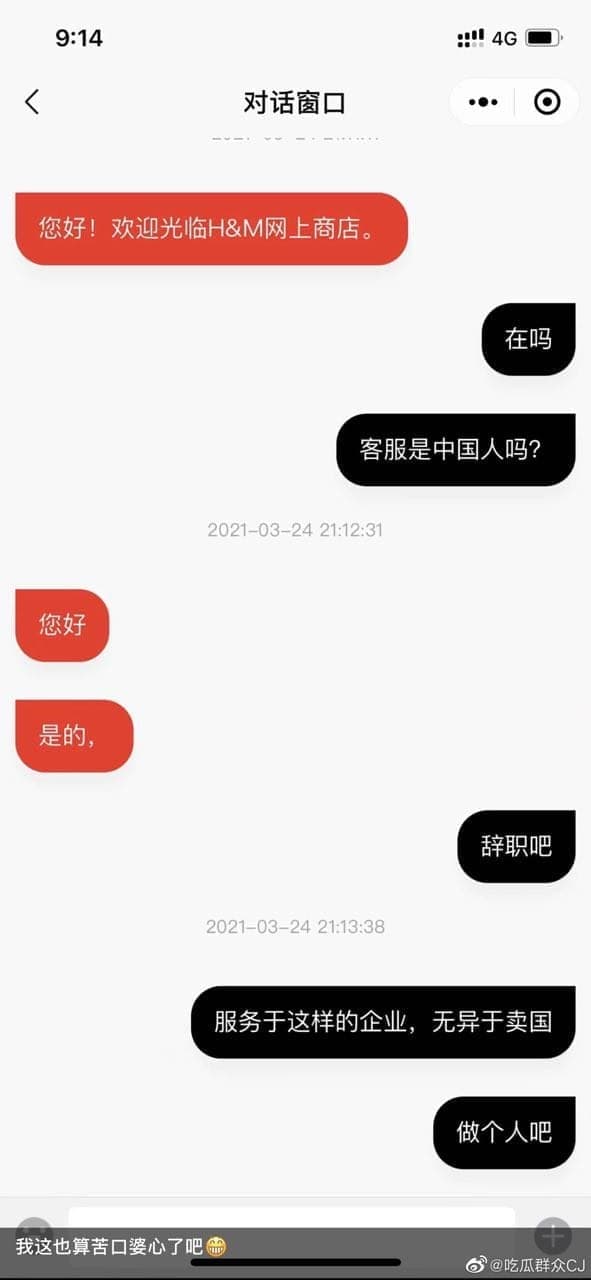 9:14
4G
对话窗口
您好！欢迎光临H&M网上商店。
在吗
客服是中国人吗？
2021-03-24 21:12:31
您好
是的，
辞职吧
2021-03-24 21:13:38
服务于这样的企业，无异于卖国
做个人吧
我这也算苦口婆心了吧😁
@吃瓜群众CJ